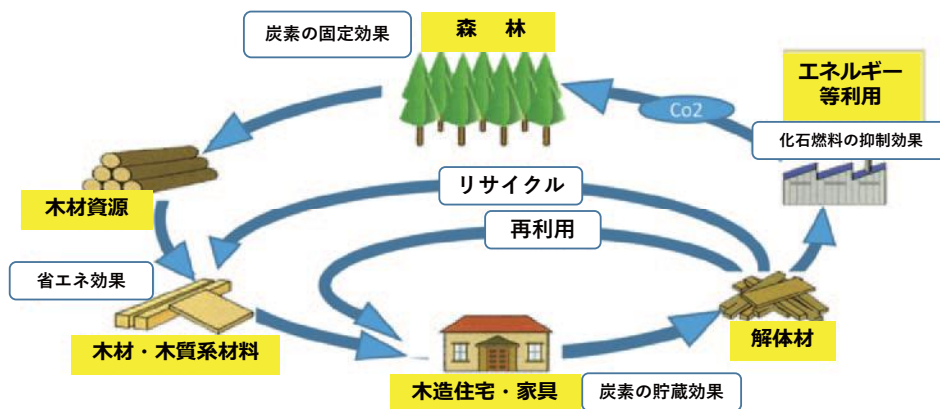 炭素の固定効果
森 林
エネルギー
等利用
Co2
化石燃料の抑制効果
リサイクル
木材資源
再利用
省エネ効果
木材・木質系材料
解体材
木造住宅・家具
炭素の貯蔵効果